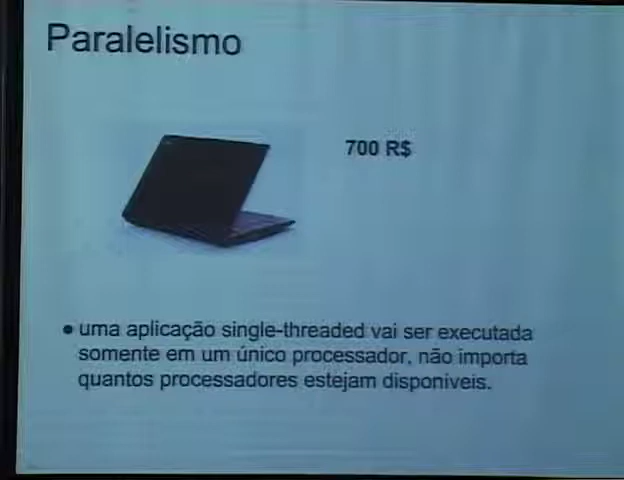 Paralelismo
700 R$
• uma aplicação single-threaded vai ser executada
somente em um único processador, não importa
quantos processadores estejam disponíveis.